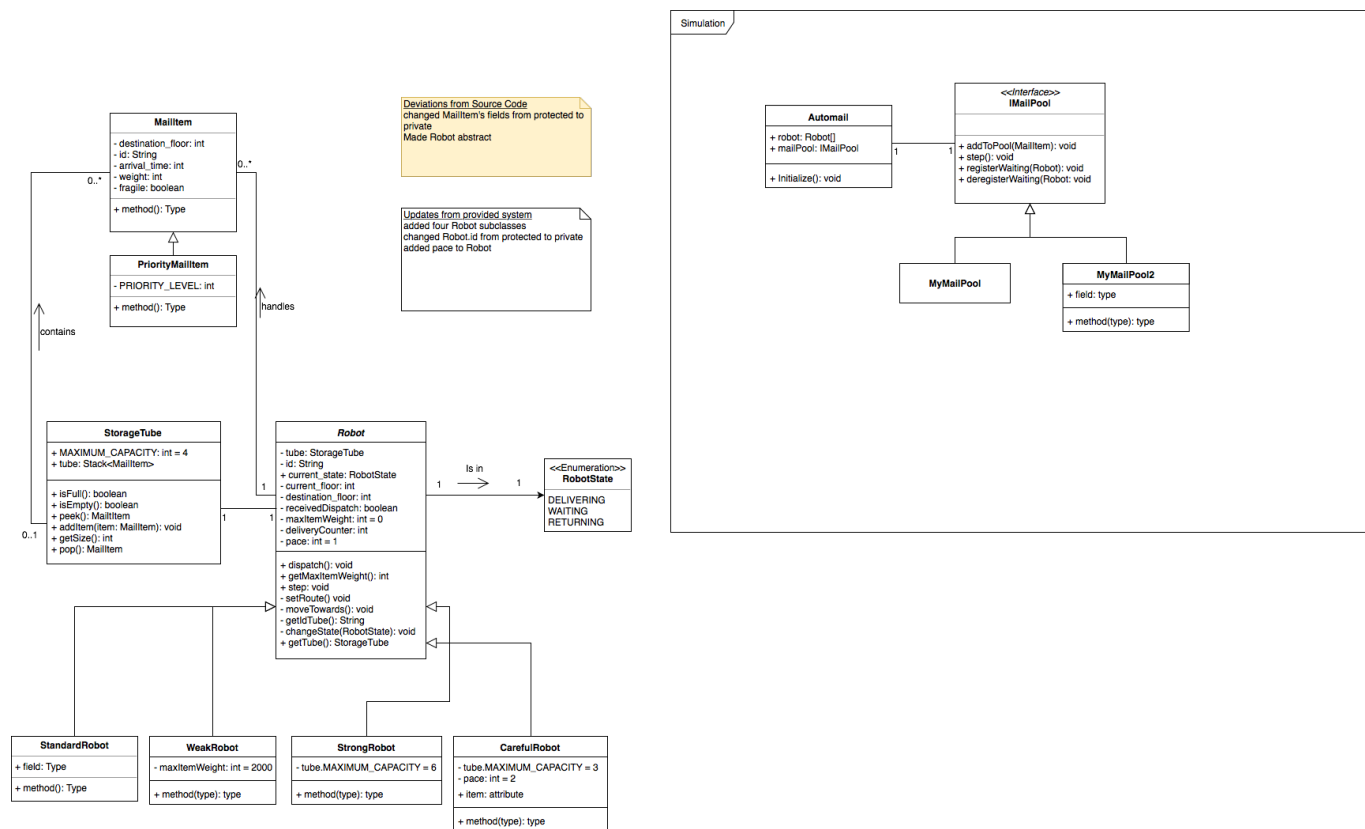 Simulation
<<Interface>>
IMailPool
+ addToPool(MailItem): void
+ step(): void
+ registerWaiting(Robot): void
+ deregisterWaiting(Robot: void
Automail
+ robot: Robot[]
+ mailPool: IMailPool
+ Initialize(): void
1
1
MyMailPool
MyMailPool2
+ field: type
+ method(type): type
Deviations from Source Code
changed MailItem's fields from protected to
private
Made Robot abstract
Updates from provided system
added four Robot subclasses
changed Robot.id from protected to private
added pace to Robot
MailItem
- destination_floor: int
- id: String
- arrival_time: int
- weight: int
- fragile: boolean
+ method(): Type
0..*
0..*
PriorityMailItem
- PRIORITY_LEVEL: int
+ method(): Type
contains
handles
StorageTube
+ MAXIMUM_CAPACITY: int = 4
+ tube: Stack<MailItem>
+ isFull(): boolean
+ isEmpty(): boolean
+ peek(): MailtItem
+ addItem(item: MailItem): void
+ getSize(): int
+ pop(): MailItem
0..1
1
1
1
Robot
- tube: StorageTube
- id: String
+ current_state: RobotState
- current_floor: int
- destination_floor: int
- receivedDispatch: boolean
- maxItemWeight: int = 0
- deliveryCounter: int
- pace: int = 1
+ dispatch(): void
+ getMaxItemWeight(): int
+ step: void
- setRoute() void
- moveTowards(): void
- getIdTube(): String
- changeState(RobotState): void
+ getTube(): StorageTube
1
Is in
1
<<Enumeration>>
RobotState
DELIVERING
WAITING
RETURNING
StandardRobot
+ field: Type
+ method(): Type
WeakRobot
- maxItemWeight: int = 2000
+ method(type): type
StrongRobot
- tube.MAXIMUM_CAPACITY = 6
+ method(type): type
CarefulRobot
- tube.MAXIMUM_CAPACITY = 3
- pace: int = 2
+ item: attribute
+ method(type): type